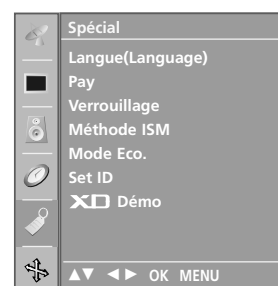 Spécial
Langue(Language)
Pay
Verrouillage
Méthode ISM
Mode Eco.
Set ID
XD Démo
▲▼ ◄► OK MENU